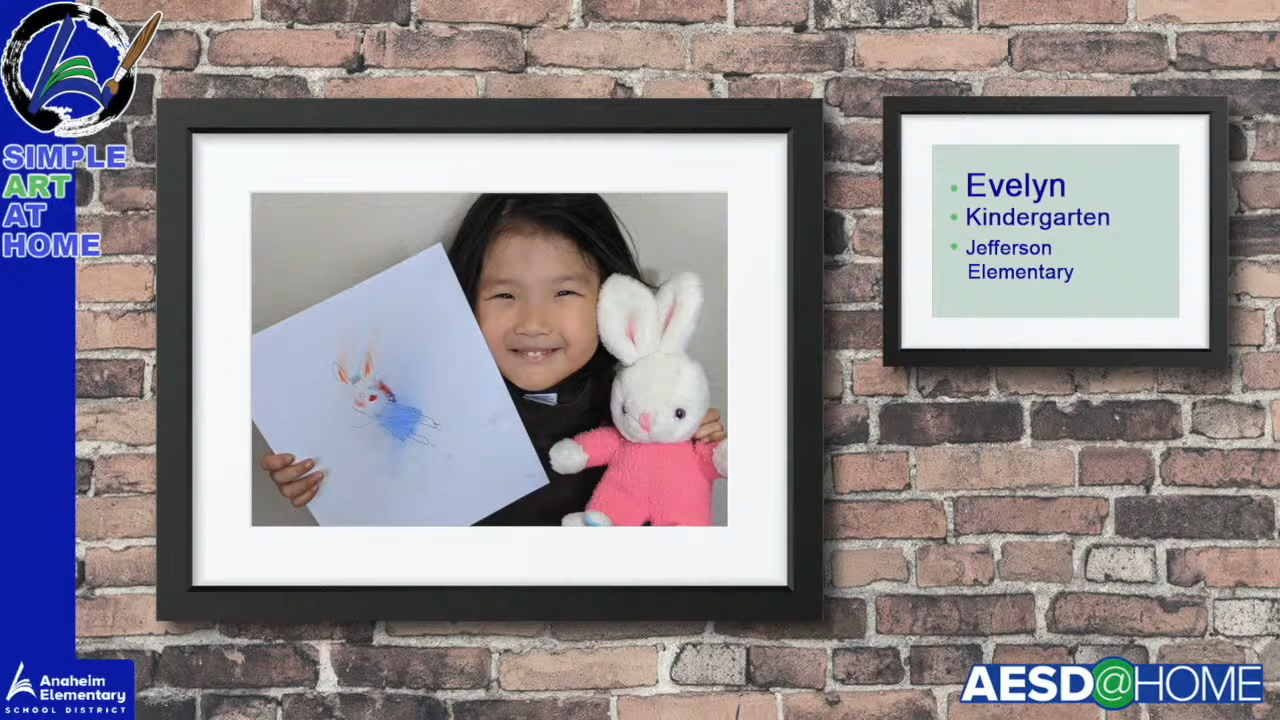 SIMPLE
ART
AT
HOME
Evelyn
Kindergarten
Jefferson
Elementary
Anaheim
Elementary
SCHOOL DISTRICT
AESD@HOME